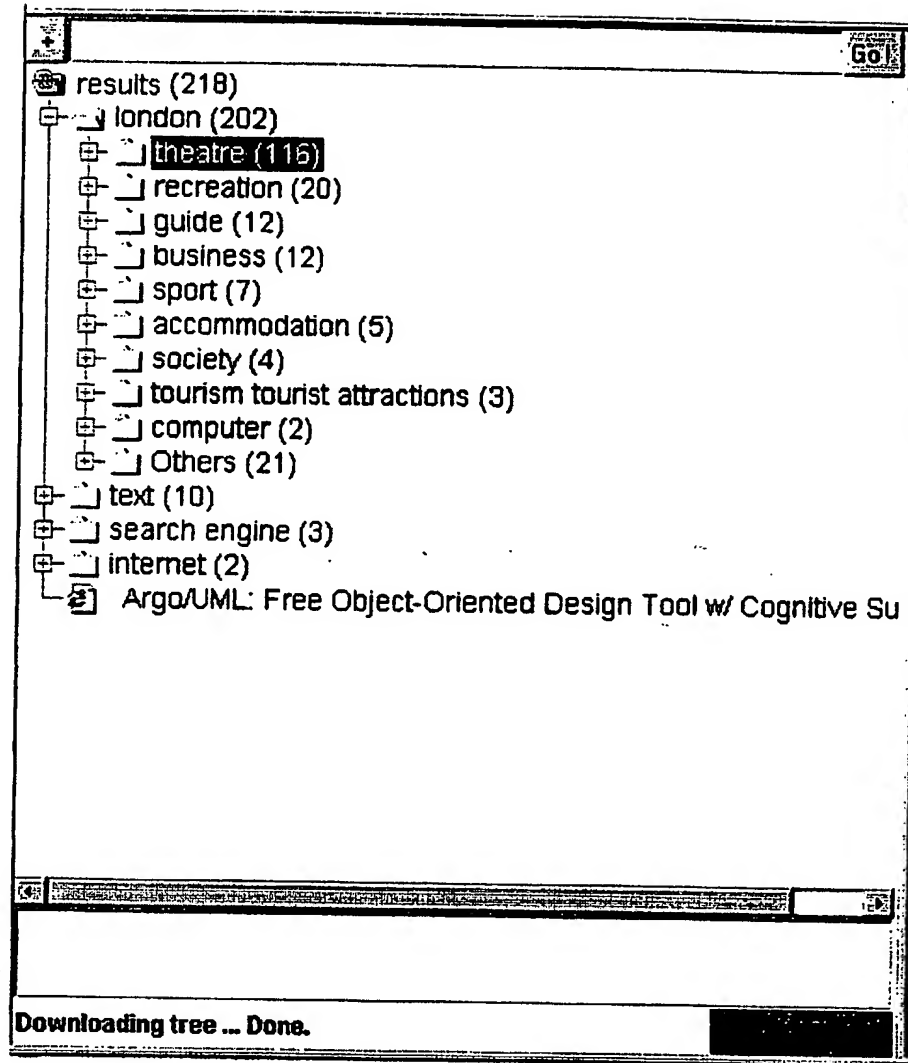 Go
results (218)
london (202)
theatre (116)
recreation (20)
guide (12)
business (12)
sport (7)
accommodation (5)
society (4)
tourism tourist attractions (3)
computer (2)
Others (21)
text (10)
search engine (3)
internet (2)
Argo/UML: Free Object-Oriented Design Tool w/ Cognitive Su
Downloading tree ... Done.